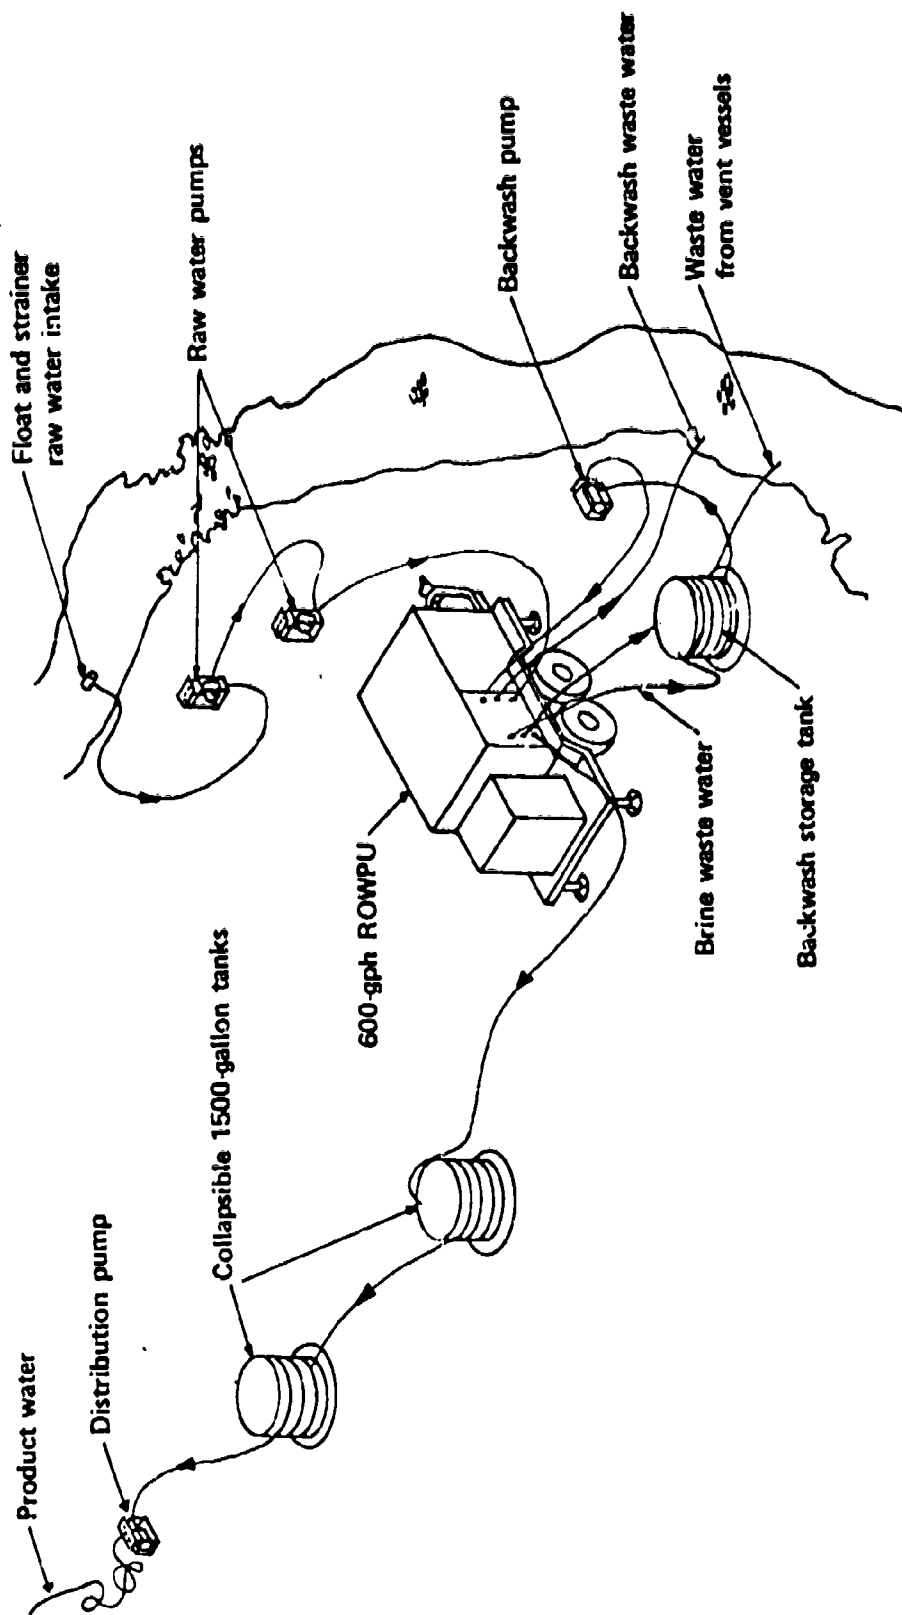 Product water
Distribution pump
Collapsible 1500-gallon tanks
600-gph ROWPU
Float and strainer
raw water intake
Raw water pumps
Backwash pump
Backwash waste water
Waste water
from vent vessels
Brine waste water
Backwash storage tank